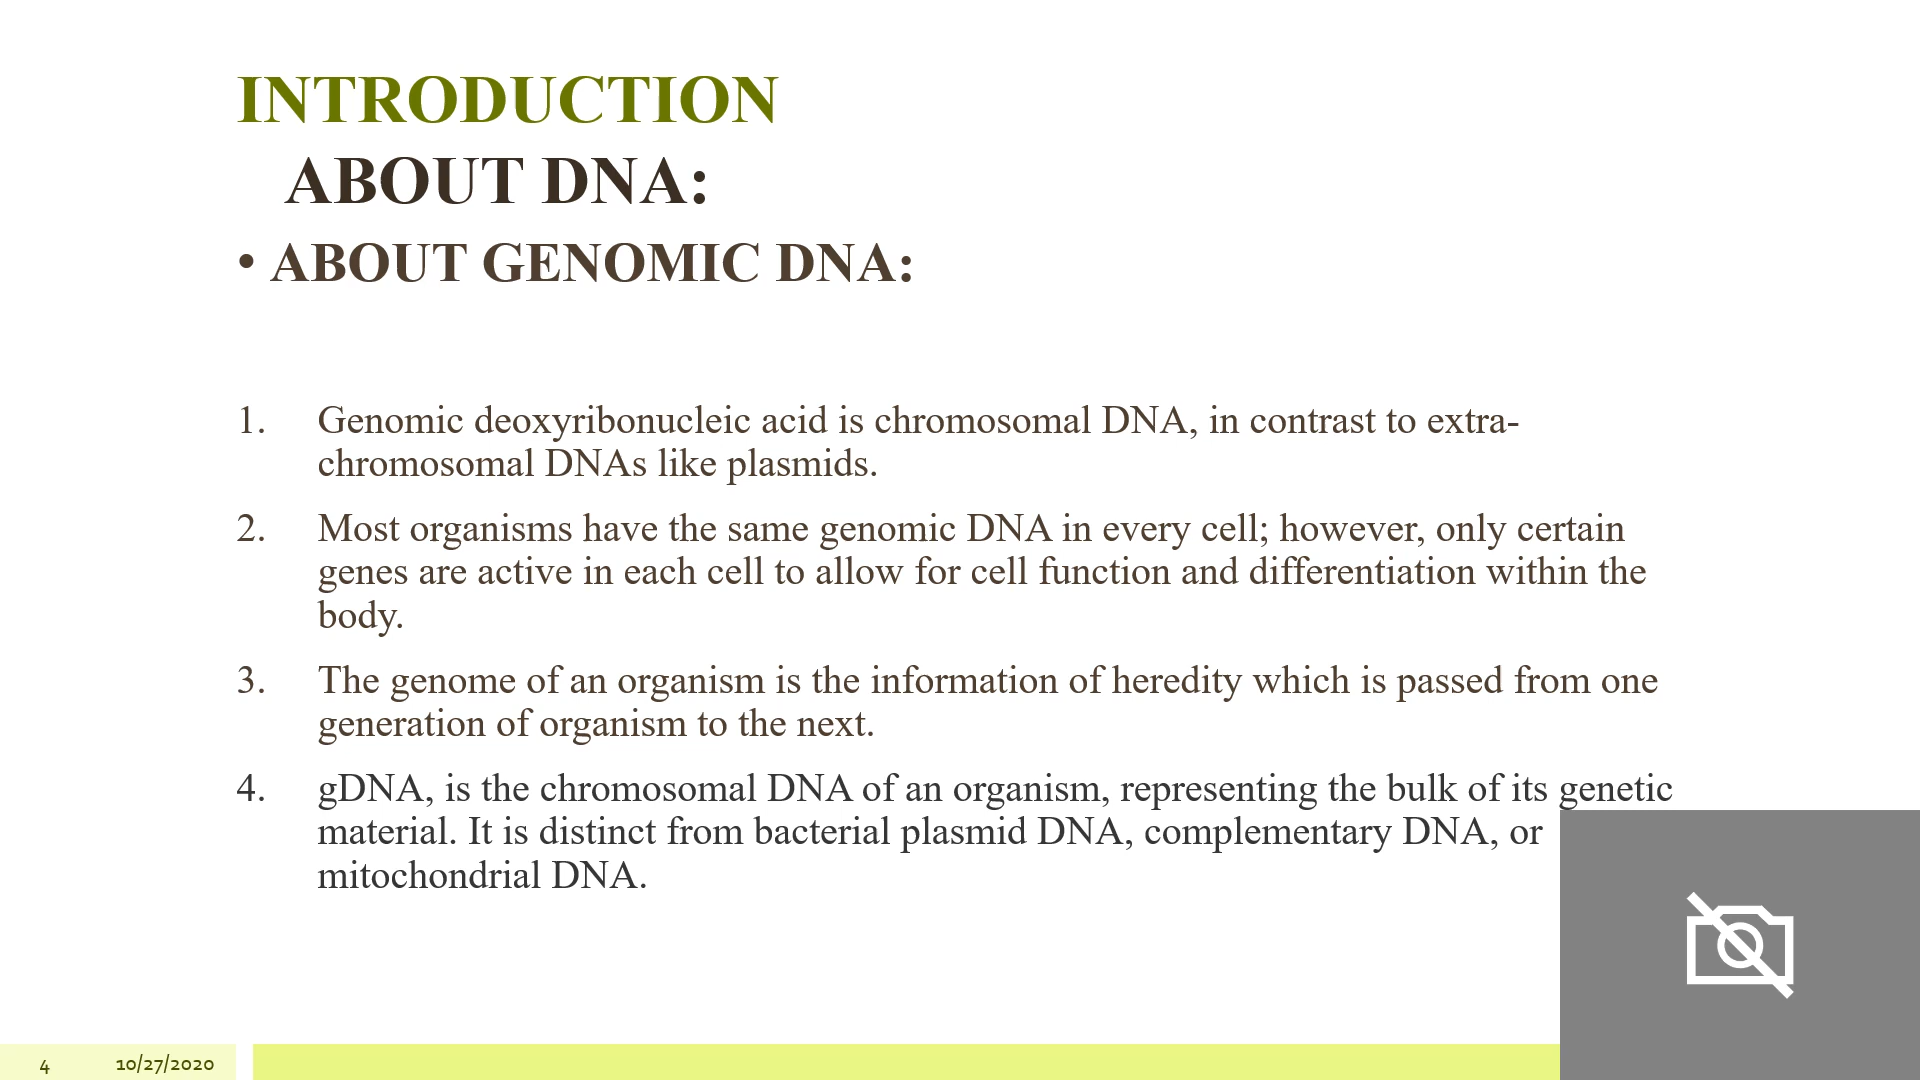 INTRODUCTION
ABOUT DNA:
• ABOUT GENOMIC DNA:
1. Genomic deoxyribonucleic acid is chromosomal DNA, in contrast to extra-
chromosomal DNAs like plasmids.
2. Most organisms have the same genomic DNA in every cell; however, only certain
genes are active in each cell to allow for cell function and differentiation within the
body.
3. The genome of an organism is the information of heredity which is passed from one
generation of organism to the next.
4. gDNA, is the chromosomal DNA of an organism, representing the bulk of its genetic
material. It is distinct from bacterial plasmid DNA, complementary DNA, or
mitochondrial DNA.
4 10/27/2020